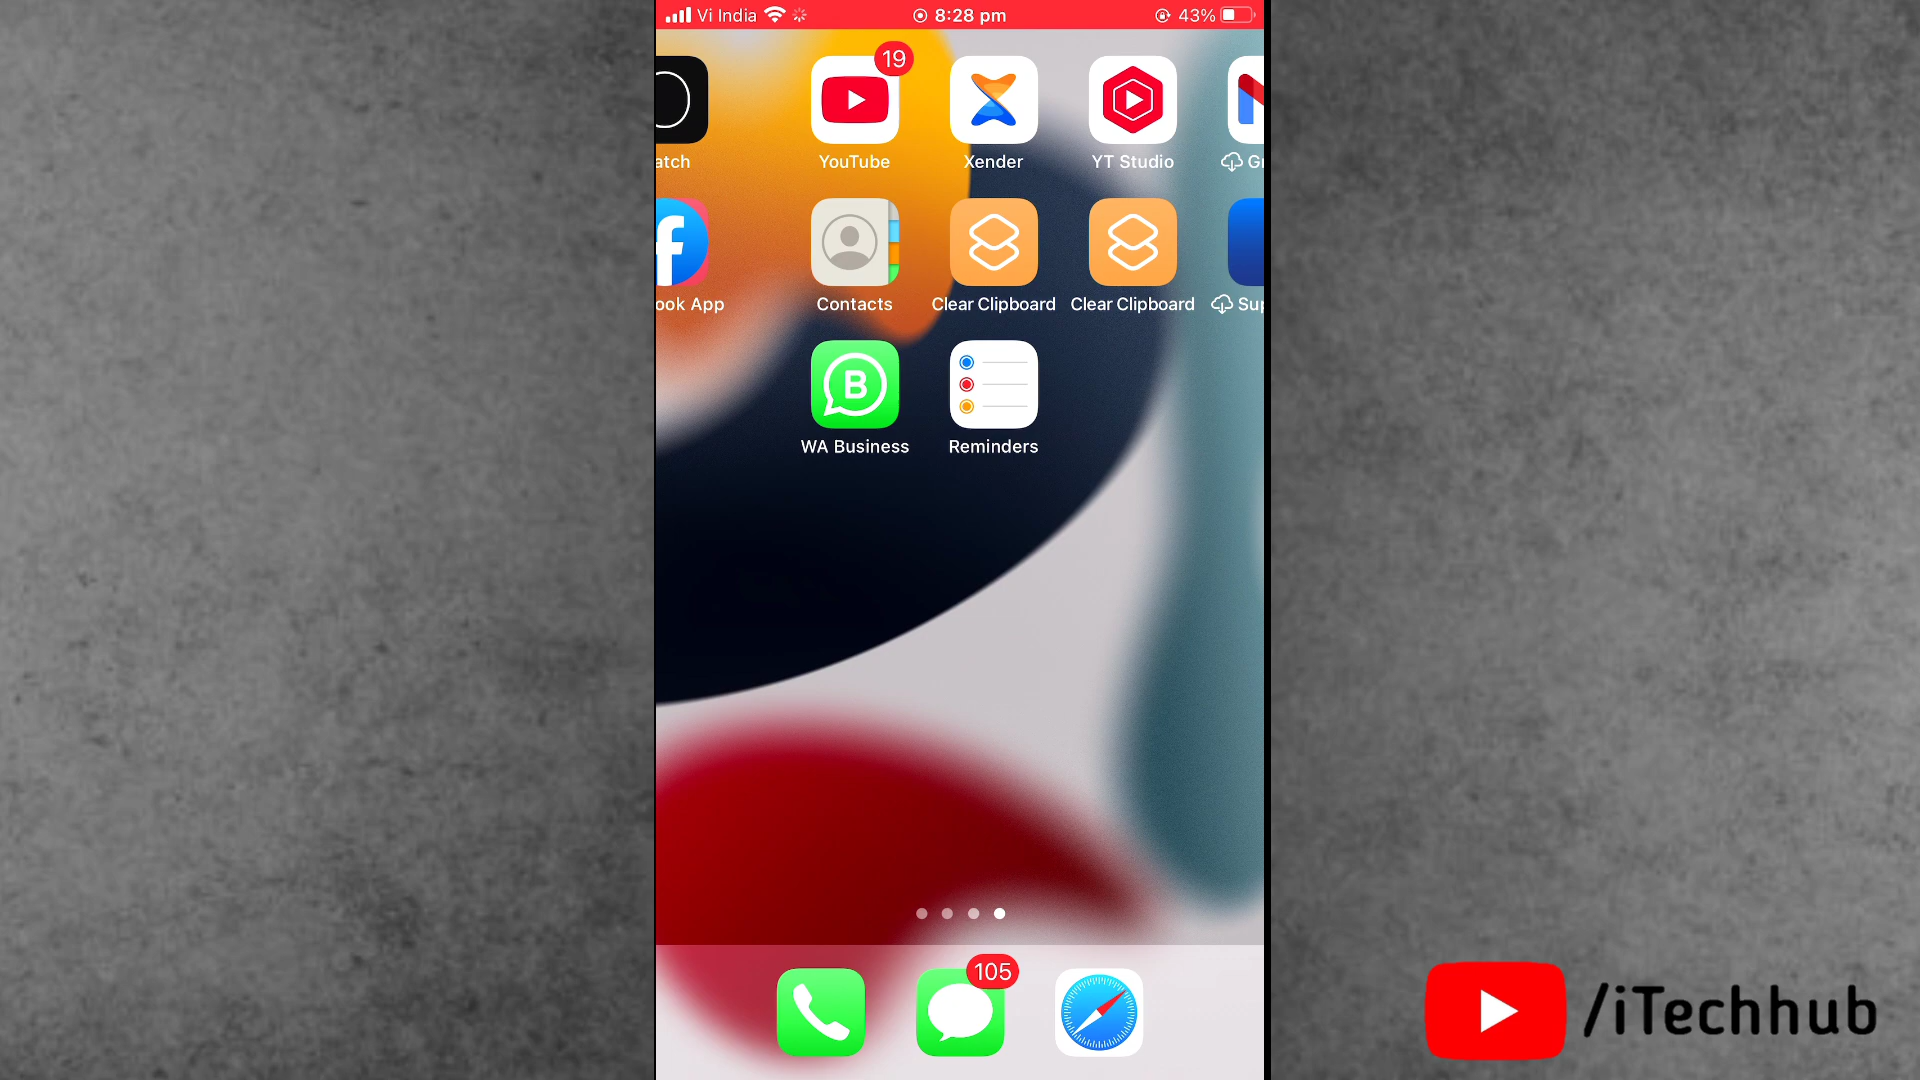 Vi India 8:28 pm 43%
19
atch YouTube Xender YT Studio G
ook App Contacts Clear Clipboard Clear Clipboard Sup
B
WA Business Reminders
105
/iTechhub